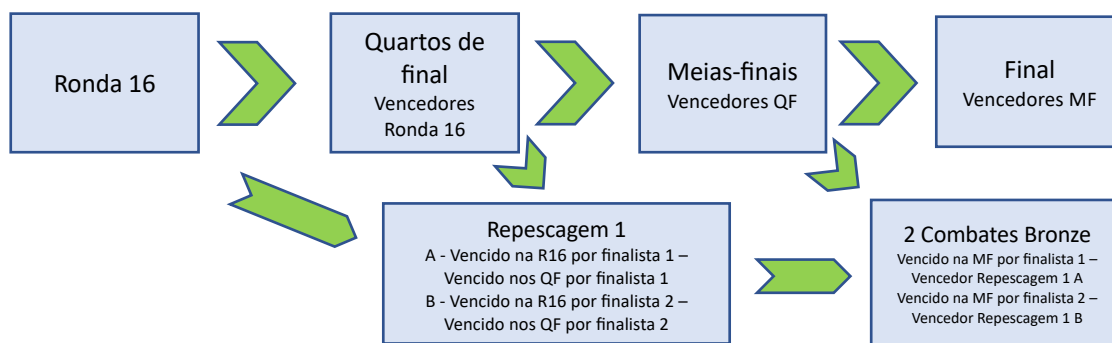 Ronda 16
Quartos de
final
Vencedores
Ronda 16
Meias-finais
Vencedores QF
Final
Vencedores MF
Repescagem 1
A - Vencido na R16 por finalista 1 –
Vencido nos QF por finalista 1
B - Vencido na R16 por finalista 2 –
Vencido nos QF por finalista 2
2 Combates Bronze
Vencido na MF por finalista 1 –
Vencedor Repescagem 1 A
Vencido na MF por finalista 2 –
Vencedor Repescagem 1 B